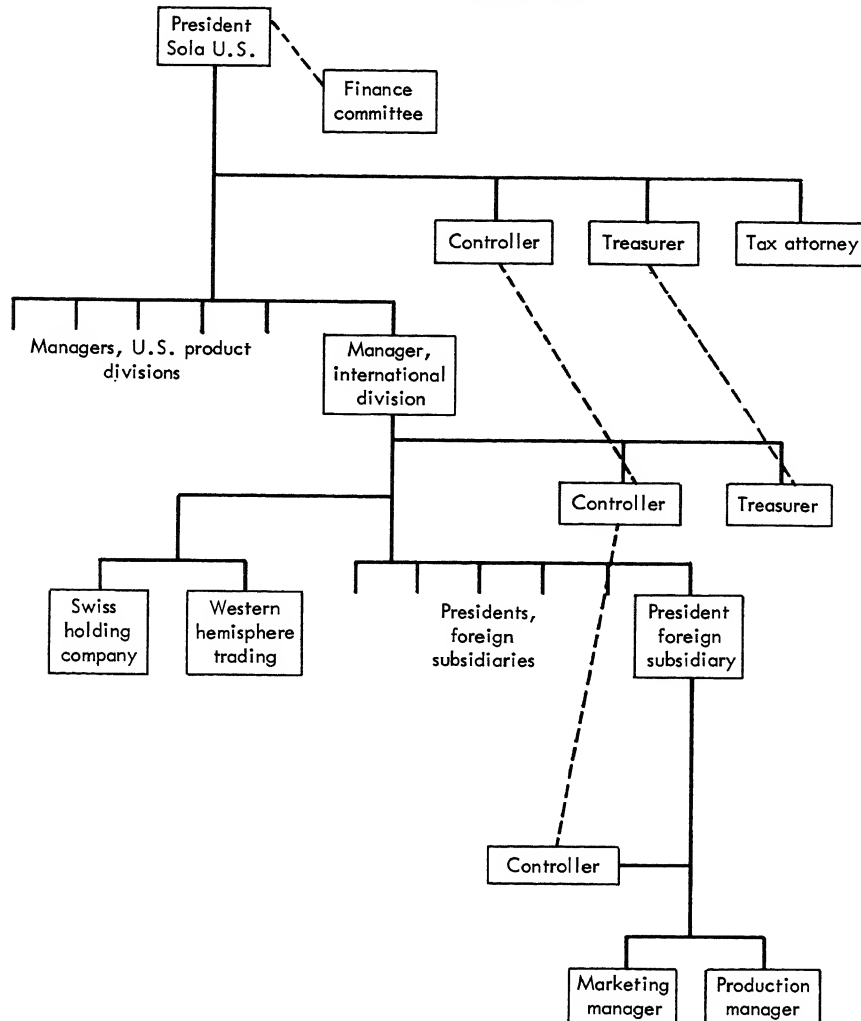 President
Sola U.S.
Finance
committee
Controller
Treasurer
Tax attorney
Managers, U.S. product
divisions
Manager,
international
division
Controller
Treasurer
Swiss
holding
company
Western
hemisphere
trading
Presidents,
foreign
subsidiaries
President
foreign
subsidiary
Controller
Marketing
manager
Production
manager